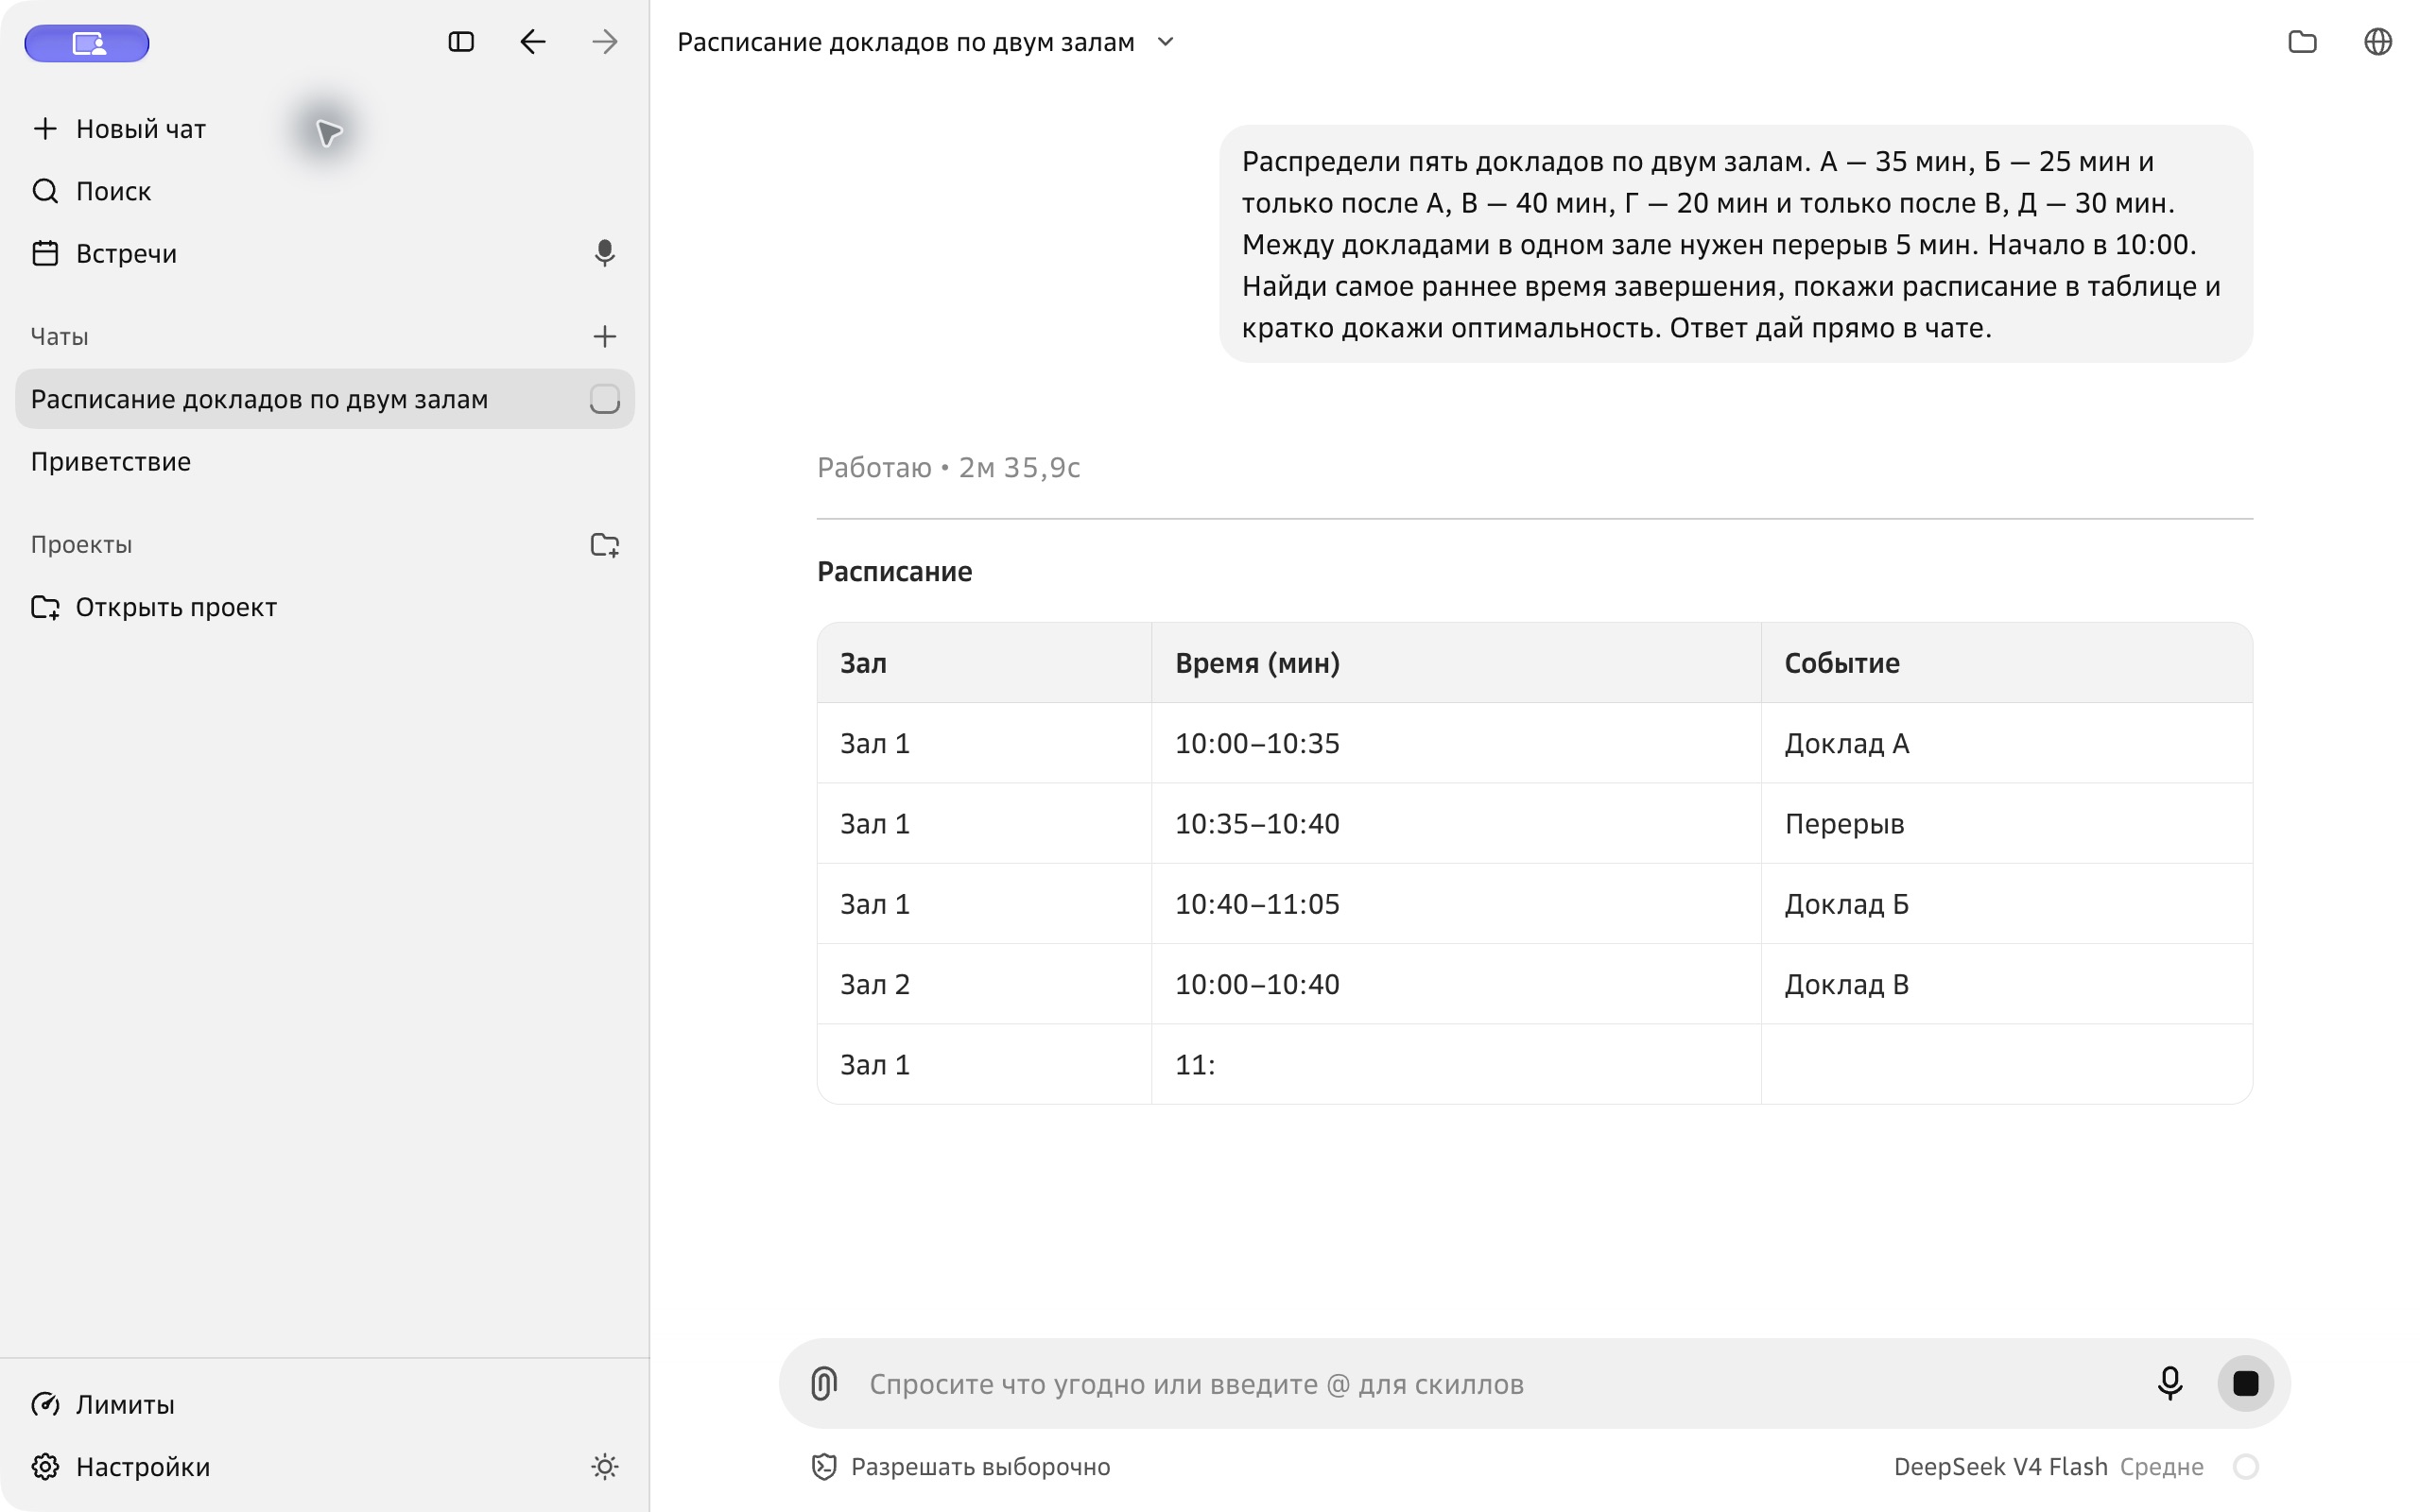 Новый чат
Поиск
Встречи
Чаты
Расписание докладов по двум залам
Приветствие
Проекты
Открыть проект
Лимиты
Настройки
Расписание докладов по двум залам
Распредели пять докладов по двум залам. А — 35 мин, Б — 25 мин и
только после А, В — 40 мин, Г — 20 мин и только после В, Д — 30 мин.
Между докладами в одном зале нужен перерыв 5 мин. Начало в 10:00.
Найди самое раннее время завершения, покажи расписание в таблице и
кратко докажи оптимальность. Ответ дай прямо в чате.
Работаю • 2м 35,9с
Расписание
Зал Время (мин) Событие
Зал 1 10:00–10:35 Доклад А
Зал 1 10:35–10:40 Перерыв
Зал 1 10:40–11:05 Доклад Б
Зал 2 10:00–10:40 Доклад В
Зал 1 11:
Спросите что угодно или введите @ для скиллов
Разрешать выборочно
DeepSeek V4 Flash Средне